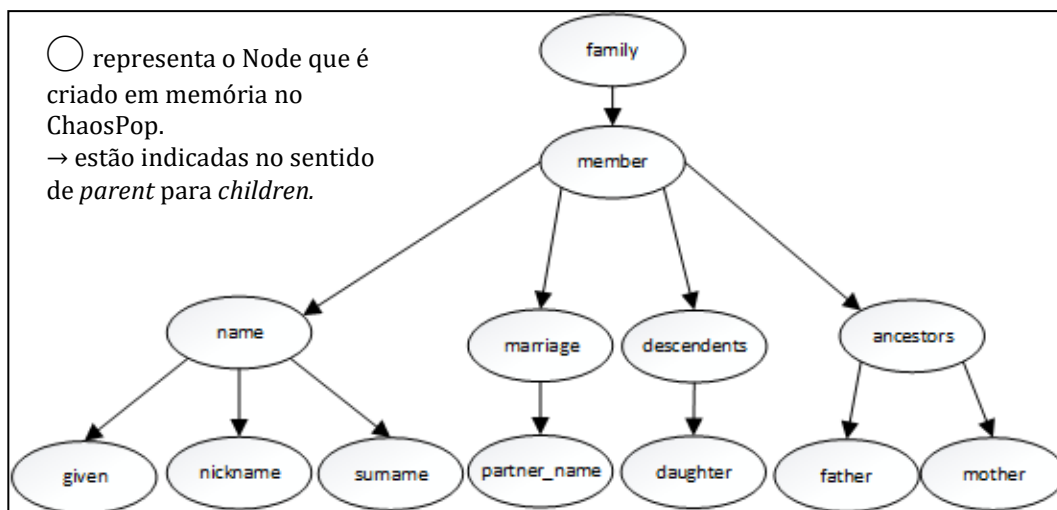 representa o Node que é
criado em memória no
ChaosPop.
→ estão indicadas no sentido
de parent para children.
family
member
name
marriage
descendents
ancestors
given
nickname
surname
partner_name
daughter
father
mother